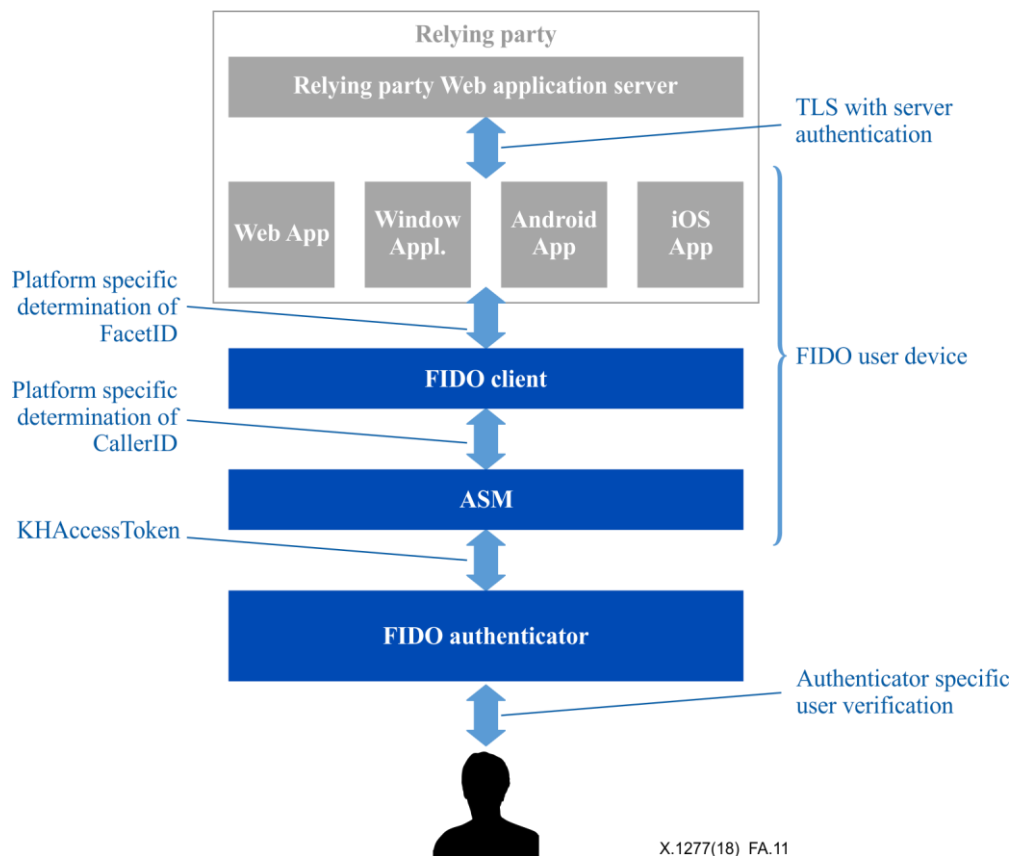 Relying party
Relying party Web application server
TLS with server
authentication
Web App
Window
Appl.
Android
App
iOS
App
Platform specific
determination of
FacetID
FIDO client
FIDO user device
Platform specific
determination of
CallerID
ASM
KHAccessToken
FIDO authenticator
Authenticator specific
user verification
X.1277(18)_FA.11